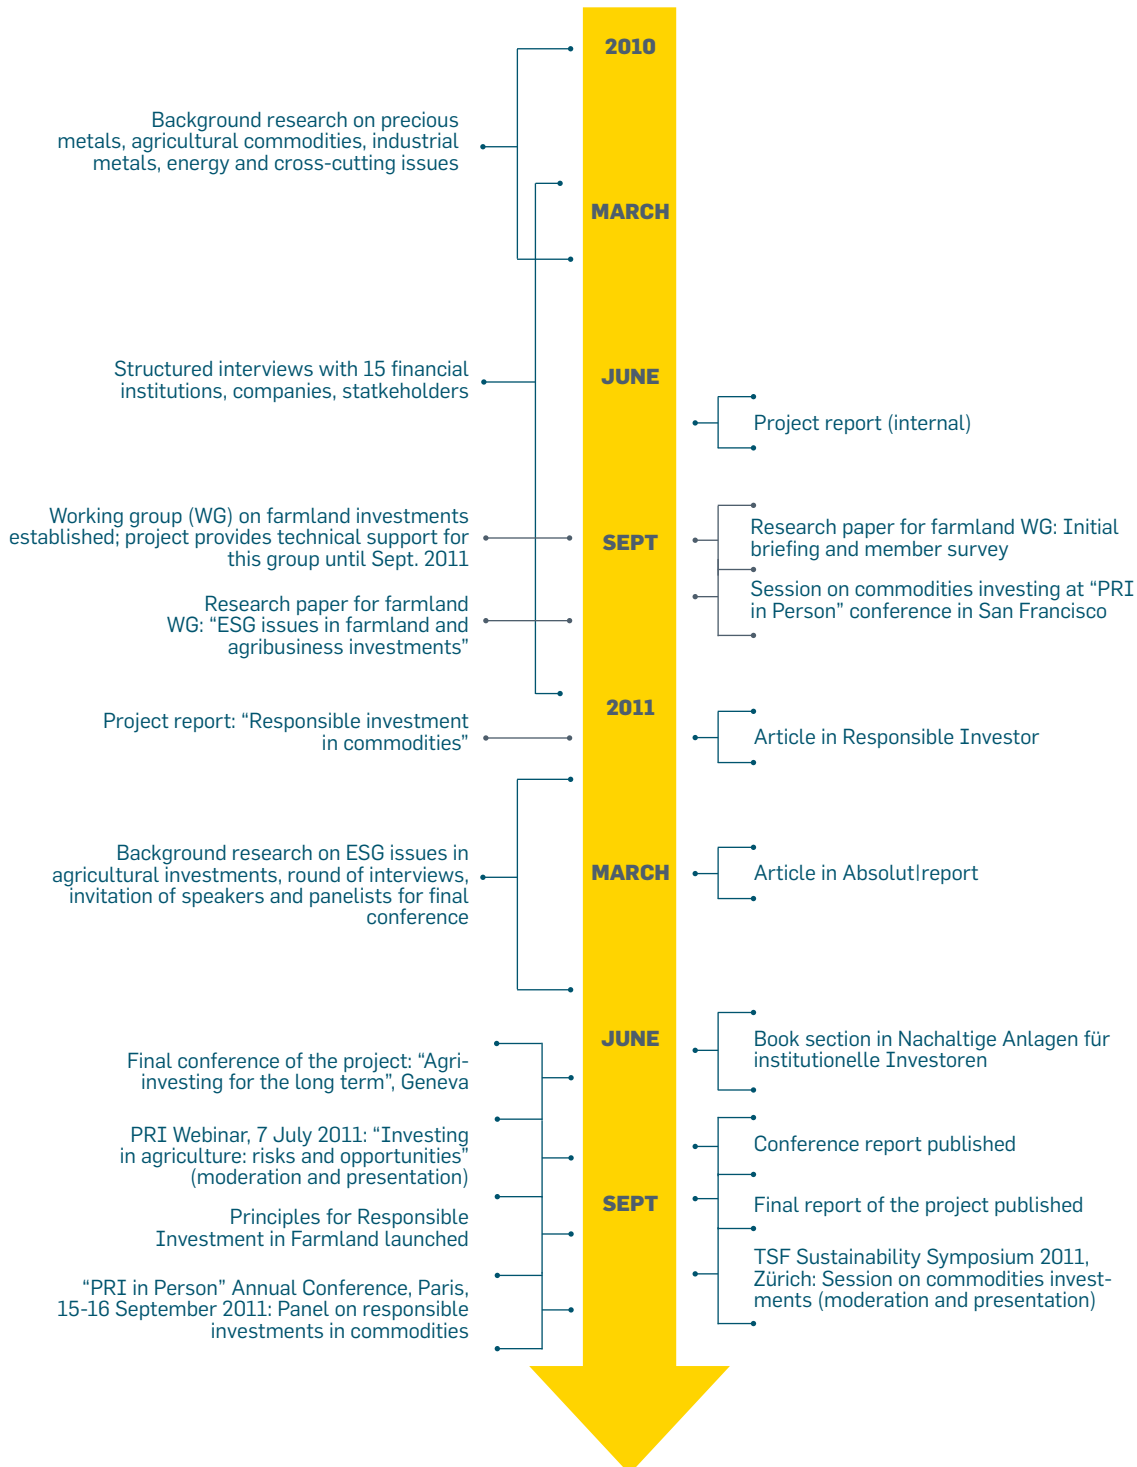 2010
Background research on precious
metals, agricultural commodities, industrial
metals, energy and cross-cutting issues
MARCH
Structured interviews with 15 financial
institutions, companies, statkeholders
JUNE
Project report (internal)
Working group (WG) on farmland investments
established; project provides technical support for
this group until Sept. 2011
SEPT
Research paper for farmland WG: Initial
briefing and member survey
Session on commodities investing at “PRI
in Person” conference in San Francisco
Research paper for farmland
WG: “ESG issues in farmland and
agribusiness investments”
2011
Project report: “Responsible investment
in commodities”
Article in Responsible Investor
Background research on ESG issues in
agricultural investments, round of interviews,
invitation of speakers and panelists for final
conference
MARCH
Article in Absolut|report
JUNE
Book section in Nachaltige Anlagen für
institutionelle Investoren
Final conference of the project: “Agri-
investing for the long term”, Geneva
PRI Webinar, 7 July 2011: “Investing
in agriculture: risks and opportunities”
(moderation and presentation)
Conference report published
SEPT
Principles for Responsible
Investment in Farmland launched
Final report of the project published
“PRI in Person” Annual Conference, Paris,
15-16 September 2011: Panel on responsible
investments in commodities
TSF Sustainability Symposium 2011,
Zürich: Session on commodities invest-
ments (moderation and presentation)